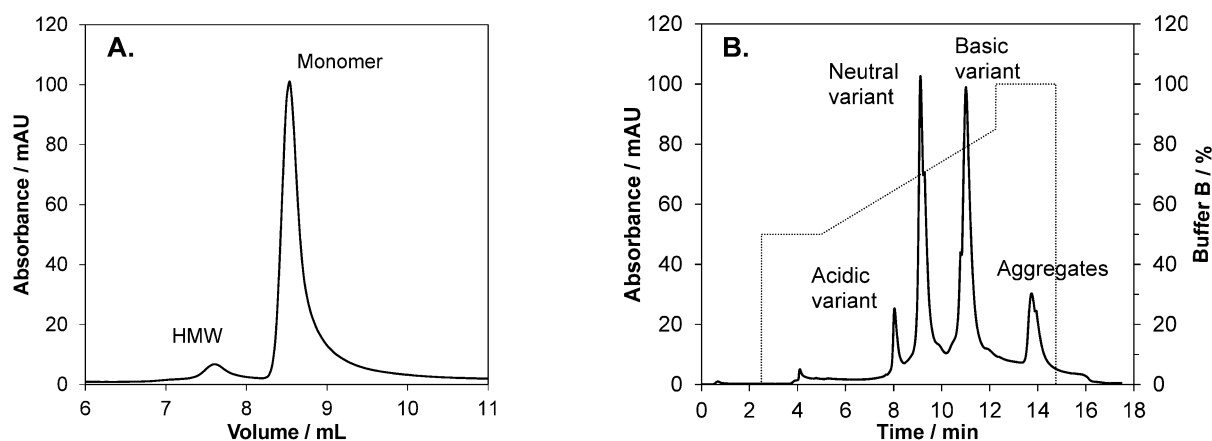 A.
Monomer
HMW
Absorbance / mAU
120
100
80
60
40
20
0
6
7
8
9
10
11
Volume / mL
B.
Neutral
variant
Basic
variant
Acidic
variant
Aggregates
Absorbance / mAU
120
100
80
60
40
20
0
0
2
4
6
8
10
12
14
16
18
Time / min
120
100
80
60
40
20
0
Buffer B / %